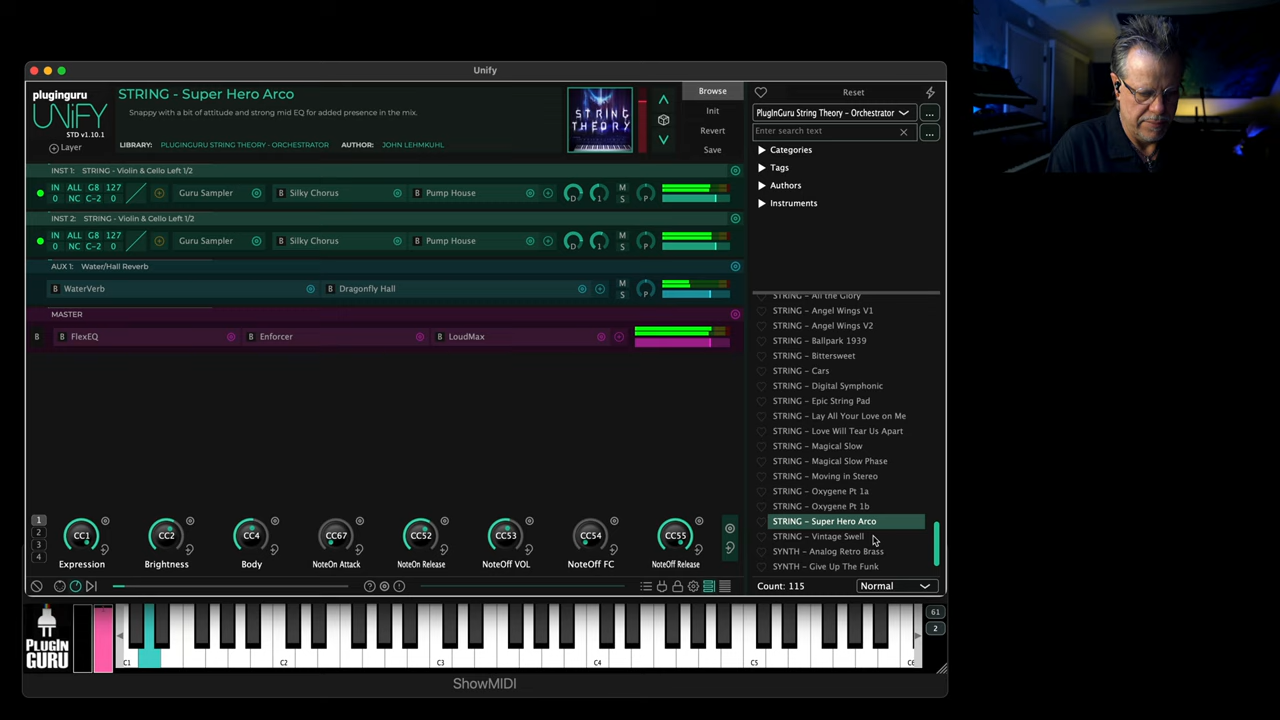 Unify
pluginguru
UNIFY
STD v1.10.1
Layer
STRING - Super Hero Arco
Snappy with a bit of attitude and strong mid EQ for added presence in the mix.
LIBRARY: PLUGINGURU STRING THEORY - ORCHESTRATOR AUTHOR: JOHN LEHMKUHL
STRING
THEORY
Browse
Init
Revert
Save
Reset
PlugInGuru String Theory – Orchestrator
...
Enter search text
...
Categories
Tags
Authors
Instruments
INST 1: STRING - Violin & Cello Left 1/2
IN ALL G8 127
0 NC C-2 0
Guru Sampler B Silky Chorus B Pump House D 1 M S P
INST 2: STRING - Violin & Cello Left 1/2
IN ALL G8 127
0 NC C-2 0
Guru Sampler B Silky Chorus B Pump House D 1 M S P
AUX 1: Water/Hall Reverb
B WaterVerb B Dragonfly Hall M S P
MASTER
B B FlexEQ B Enforcer B LoudMax
STRING – All the Glory
STRING – Angel Wings V1
STRING – Angel Wings V2
STRING – Ballpark 1939
STRING – Bittersweet
STRING – Cars
STRING – Digital Symphonic
STRING – Epic String Pad
STRING – Lay All Your Love on Me
STRING – Love Will Tear Us Apart
STRING – Magical Slow
STRING – Magical Slow Phase
STRING – Moving in Stereo
STRING – Oxygene Pt 1a
STRING – Oxygene Pt 1b
STRING – Super Hero Arco
STRING – Vintage Swell
SYNTH – Analog Retro Brass
SYNTH – Give Up The Funk
Count: 115
Normal
1
2
3
4
CC1 CC2 CC4 CC67 CC52 CC53 CC54 CC55
Expression Brightness Body NoteOn Attack NoteOn Release NoteOff VOL NoteOff FC NoteOff Release
PLUGIN
GURU
C1 C2 C3 C4 C5 C6
61
2
ShowMIDI